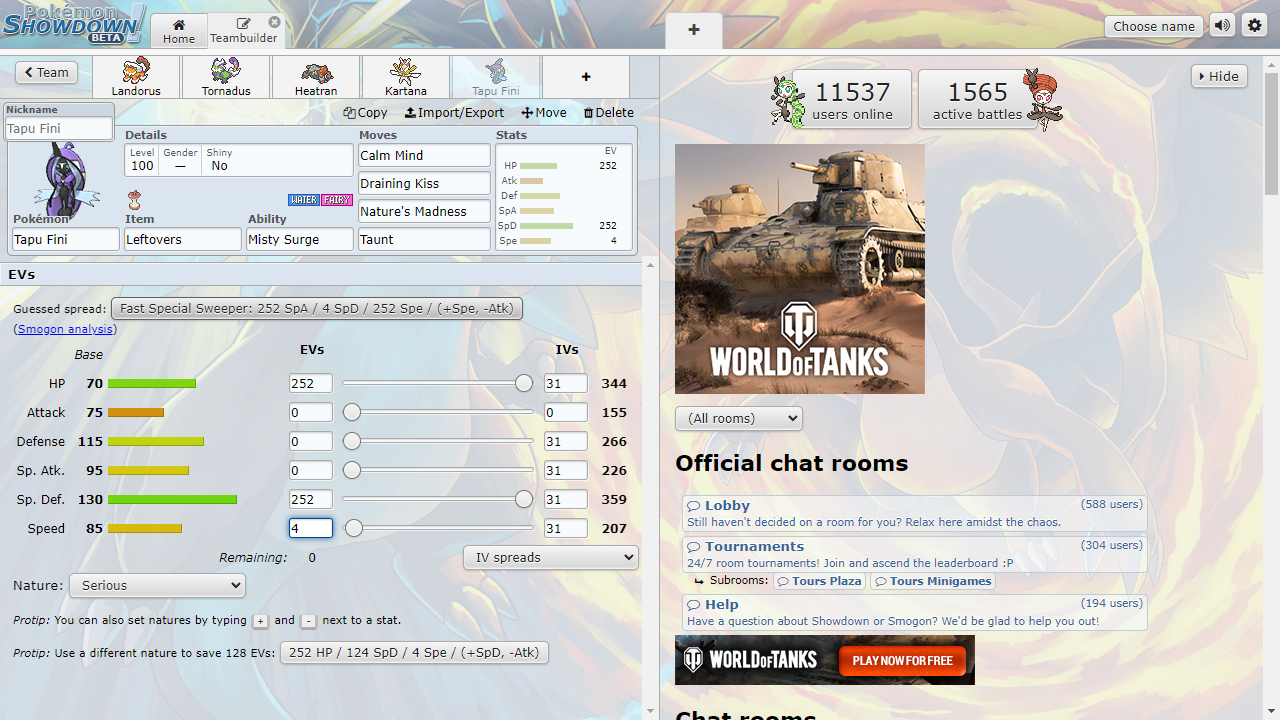 Pokémon
SHOWDOWN!
BETA
Home
Teambuilder
+
Choose name
Team
Landorus
Tornadus
Heatran
Kartana
Tapu Fini
+
Copy
Import/Export
Move
Delete
Nickname
Tapu Fini
Details
Level
100
Gender
—
Shiny
No
WATER FAIRY
Pokémon
Tapu Fini
Item
Leftovers
Ability
Misty Surge
Moves
Calm Mind
Draining Kiss
Nature's Madness
Taunt
Stats
EV
HP 252
Atk
Def
SpA
SpD 252
Spe 4
EVs
Guessed spread: Fast Special Sweeper: 252 SpA / 4 SpD / 252 Spe / (+Spe, -Atk)
(Smogon analysis)
Base EVs IVs
HP 70 252 31 344
Attack 75 0 0 155
Defense 115 0 31 266
Sp. Atk. 95 0 31 226
Sp. Def. 130 252 31 359
Speed 85 4 31 207
Remaining: 0
IV spreads
Nature: Serious
Protip: You can also set natures by typing + and - next to a stat.
Protip: Use a different nature to save 128 EVs: 252 HP / 124 SpD / 4 Spe / (+SpD, -Atk)
11537
users online
1565
active battles
Hide
WORLD OF TANKS
(All rooms)
Official chat rooms
Lobby (588 users)
Still haven't decided on a room for you? Relax here amidst the chaos.
Tournaments (304 users)
24/7 room tournaments! Join and ascend the leaderboard :P
Subrooms: Tours Plaza Tours Minigames
Help (194 users)
Have a question about Showdown or Smogon? We'd be glad to help you out!
WORLD OF TANKS PLAY NOW FOR FREE
Chat rooms